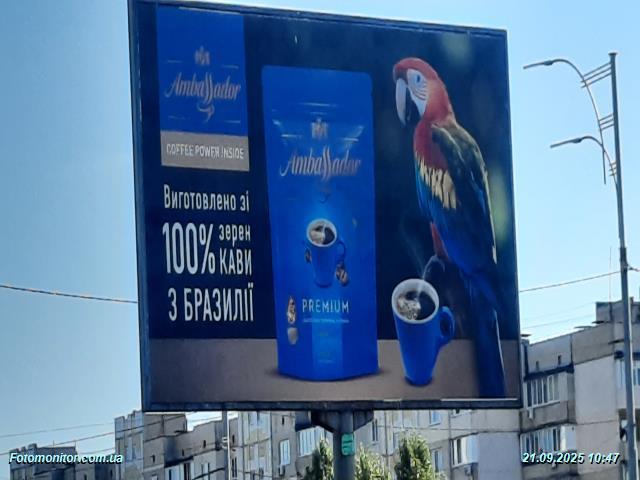 Ambassador
COFFEE POWER INSIDE
Виготовлено зі
100% зерен
КАВИ
З БРАЗИЛІЇ
Ambassador
PREMIUM
Fotomonitor.com.ua
21.09.2025 10:47